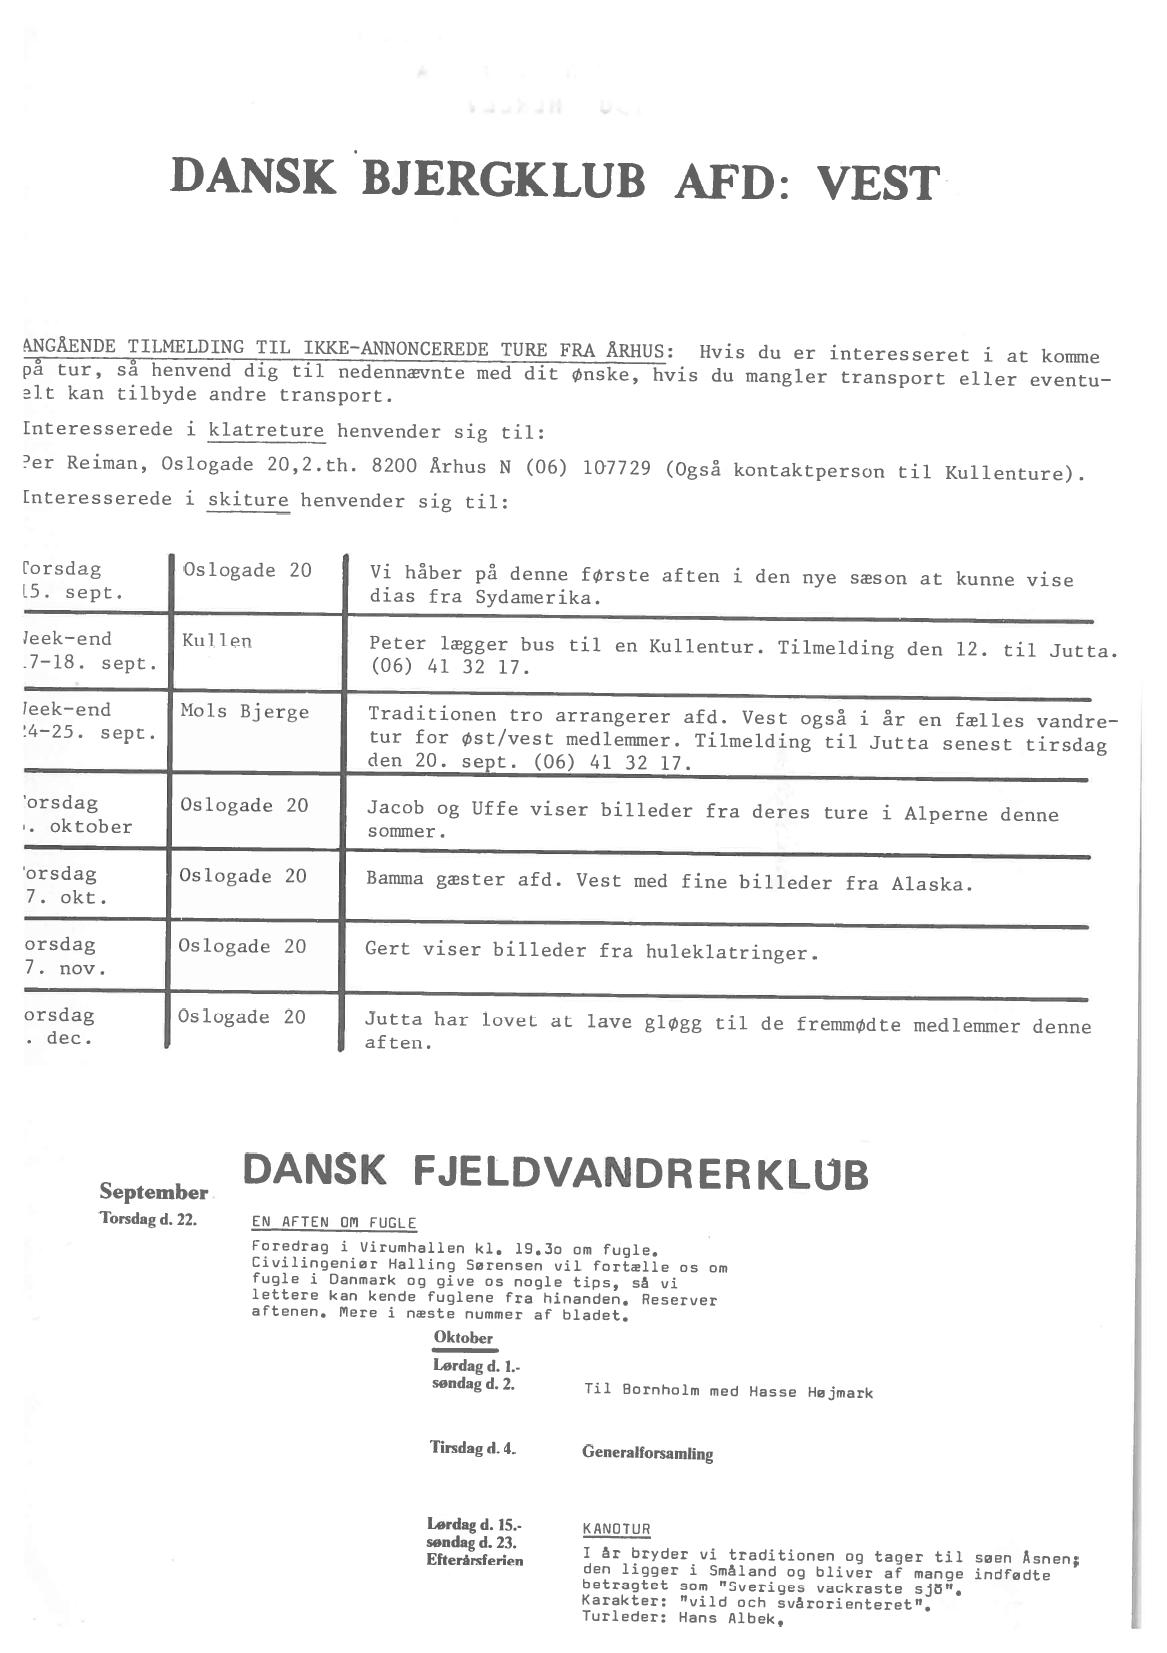 DANSK BJERGKLUB AFD: VEST
ANGÅENDE TILMELDING TIL IKKE-ANNONCEREDE TURE FRA ÅRHUS: Hvis du er interesseret i at komme
på tur, så henvend dig til nedennævnte med dit ønske, hvis du mangler transport eller eventu-
elt kan tilbyde andre transport.
Interesserede i klatreture henvender sig til:
Per Reiman, Oslogade 20,2.th. 8200 Århus N (06) 107729 (Også kontaktperson til Kullenture).
Interesserede i skiture henvender sig til:
Torsdag
15. sept.
Oslogade 20
Vi håber på denne første aften i den nye sæson at kunne vise
dias fra Sydamerika.
Week-end
17-18. sept.
Kullen
Peter lægger bus til en Kullentur. Tilmelding den 12. til Jutta.
(06) 41 32 17.
Week-end
24-25. sept.
Mols Bjerge
Traditionen tro arrangerer afd. Vest også i år en fælles vandre-
tur for øst/vest medlemmer. Tilmelding til Jutta senest tirsdag
den 20. sept. (06) 41 32 17.
orsdag
. oktober
Oslogade 20
Jacob og Uffe viser billeder fra deres ture i Alperne denne
sommer.
orsdag
7. okt.
Oslogade 20
Bamma gæster afd. Vest med fine billeder fra Alaska.
orsdag
7. nov.
Oslogade 20
Gert viser billeder fra huleklatringer.
orsdag
. dec.
Oslogade 20
Jutta har lovet at lave gløgg til de fremmødte medlemmer denne
aften.
DANSK FJELDVANDRERKLUB
September
Torsdag d. 22.
EN AFTEN OM FUGLE
Foredrag i Virumhallen kl. 19.3o om fugle.
Civilingeniør Halling Sørensen vil fortælle os om
fugle i Danmark og give os nogle tips, så vi
lettere kan kende fuglene fra hinanden. Reserver
aftenen. Mere i næste nummer af bladet.
Oktober
Lørdag d. 1.-
søndag d. 2.
Til Bornholm med Hasse Højmark
Tirsdag d. 4.
Generalforsamling
Lørdag d. 15.-
søndag d. 23.
Efterårsferien
KANOTUR
I år bryder vi traditionen og tager til søen Åsnen;
den ligger i Småland og bliver af mange indfødte
betragtet som "Sveriges vackraste sjö".
Karakter: "vild och svårorienteret".
Turleder: Hans Albek.